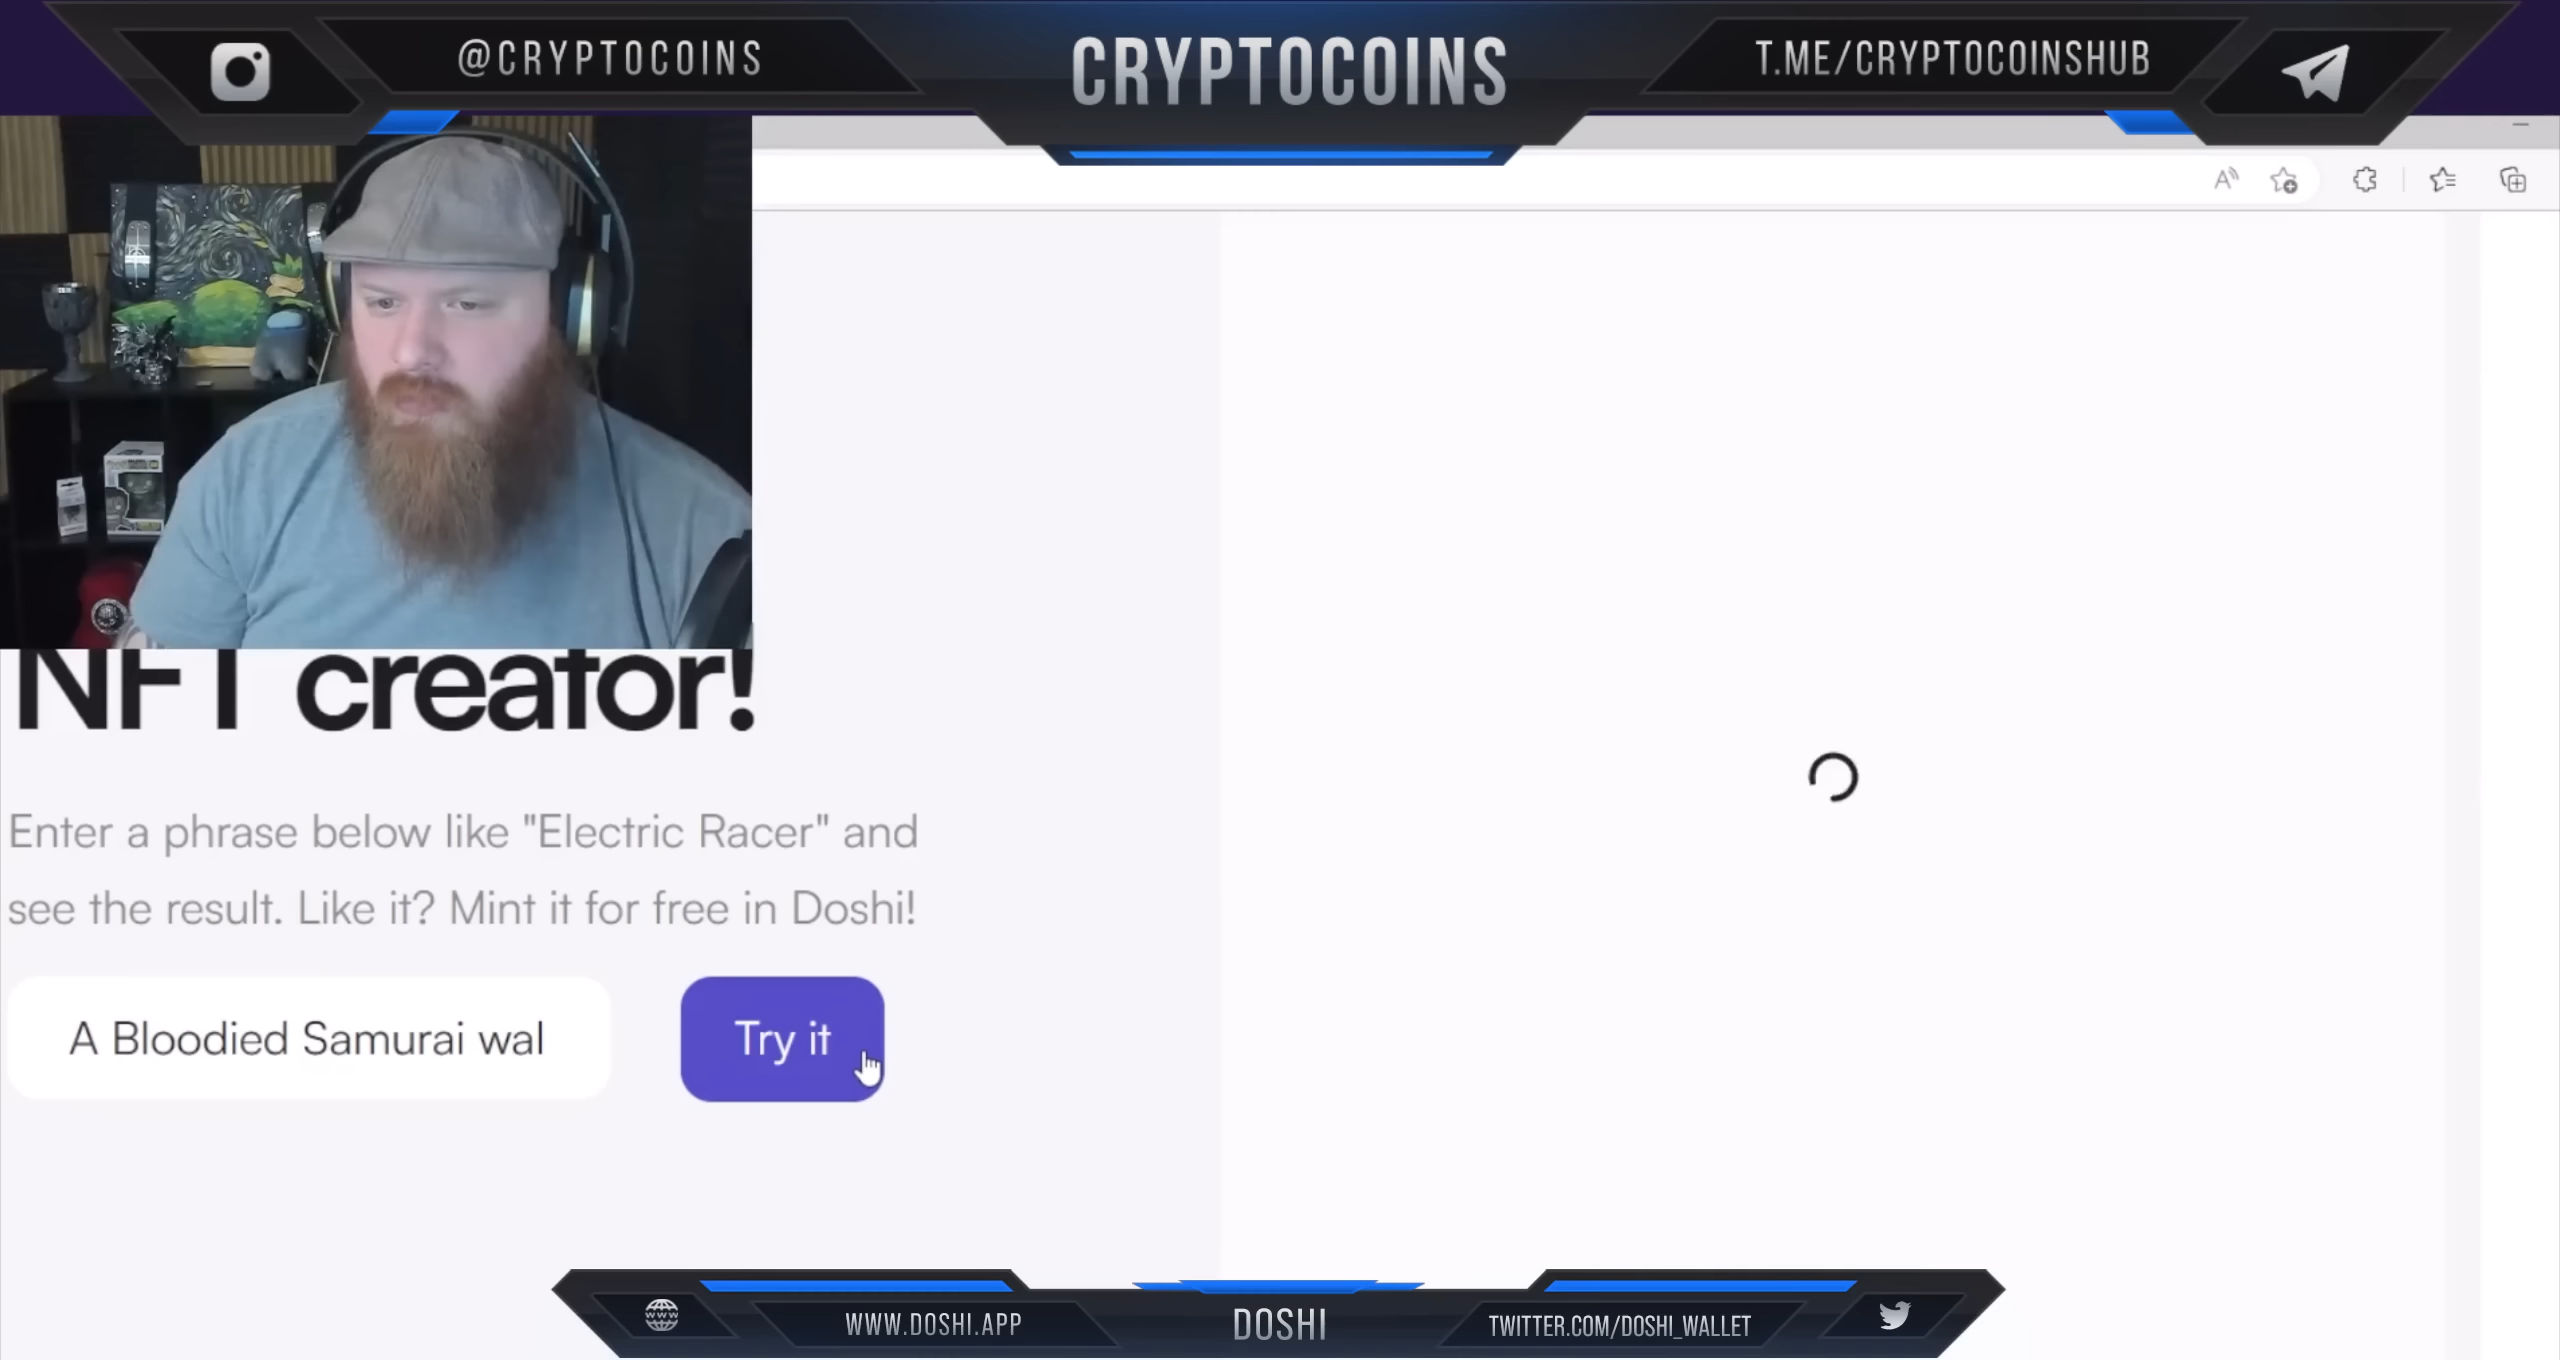 @CRYPTOCOINS
CRYPTOCOINS
T.ME/CRYPTOCOINSHUB
NFT creator!
Enter a phrase below like "Electric Racer" and
see the result. Like it? Mint it for free in Doshi!
A Bloodied Samurai wal
Try it
WWW.DOSHI.APP
DOSHI
TWITTER.COM/DOSHI_WALLET